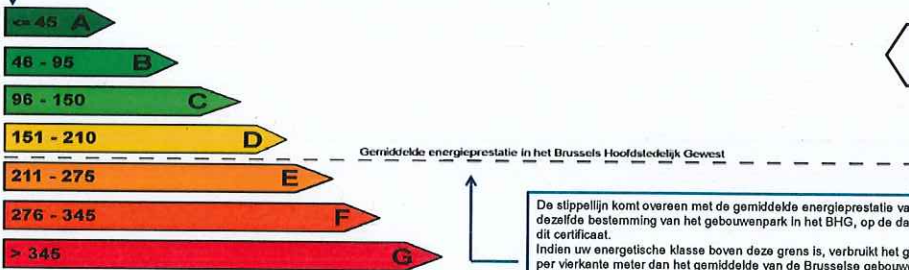 <= 45 A
46 - 95 B
96 - 150 C
151 - 210 D
Gemiddelde energieprestatie in het Brussels Hoofdstedelijk Gewest
211 - 275 E
276 - 345 F
> 345 G
De stippellijn komt overeen met de gemiddelde energieprestatie va
dezelfde bestemming van het gebouwenpark in het BHG, op de da
dit certificaat.
Indien uw energetische klasse boven deze grens is, verbruikt het g
per vierkante meter dan het gemiddelde van de Brusselse gebouw